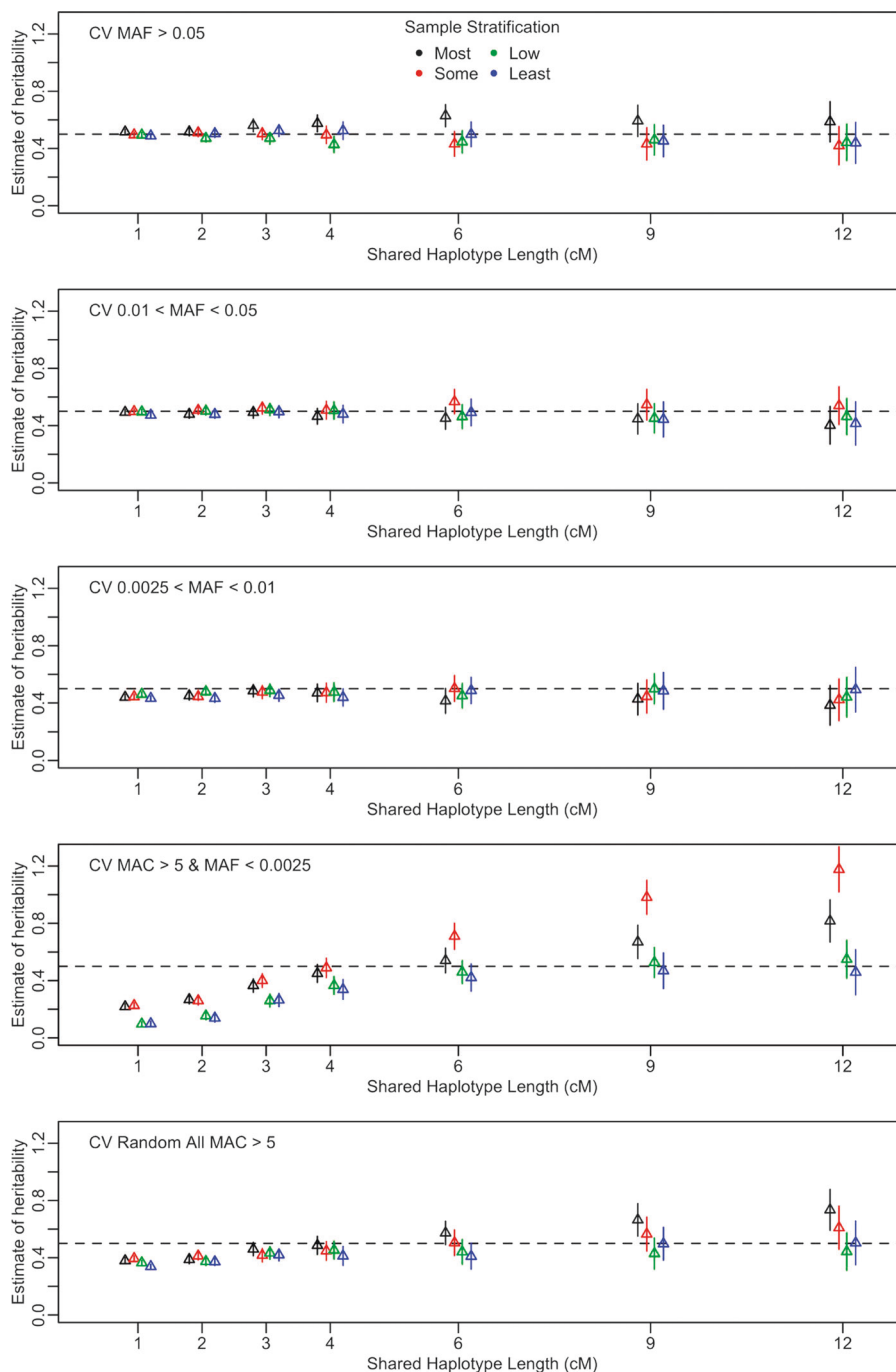 CV MAF > 0.05
Sample Stratification
Most
Low
Some
Least
Estimate of heritability
0.0 0.4 0.8 1.2
1 2 3 4 6 9 12
Shared Haplotype Length (cM)
CV 0.01 < MAF < 0.05
Estimate of heritability
0.0 0.4 0.8 1.2
1 2 3 4 6 9 12
Shared Haplotype Length (cM)
CV 0.0025 < MAF < 0.01
Estimate of heritability
0.0 0.4 0.8 1.2
1 2 3 4 6 9 12
Shared Haplotype Length (cM)
CV MAC > 5 & MAF < 0.0025
Estimate of heritability
0.0 0.4 0.8 1.2
1 2 3 4 6 9 12
Shared Haplotype Length (cM)
CV Random All MAC > 5
Estimate of heritability
0.0 0.4 0.8 1.2
1 2 3 4 6 9 12
Shared Haplotype Length (cM)